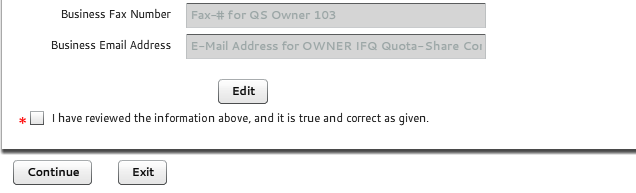 Business Fax Number Fax-# for QS Owner 103
Business Email Address E-Mail Address for OWNER IFQ Quota-Share
Edit
* I have reviewed the information above, and it is true and correct as given.
Continue Exit